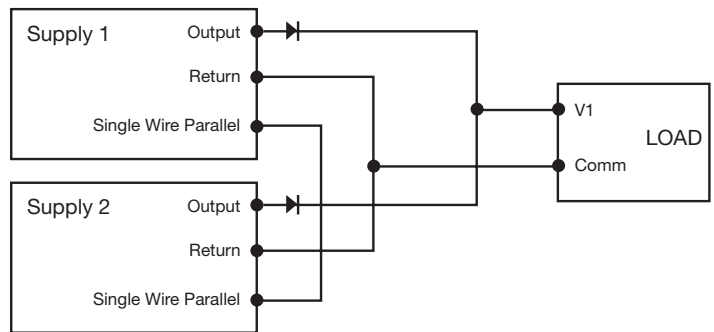 Supply 1
Output
Return
Single Wire Parallel
Supply 2
Output
Return
Single Wire Parallel
V1
LOAD
Comm